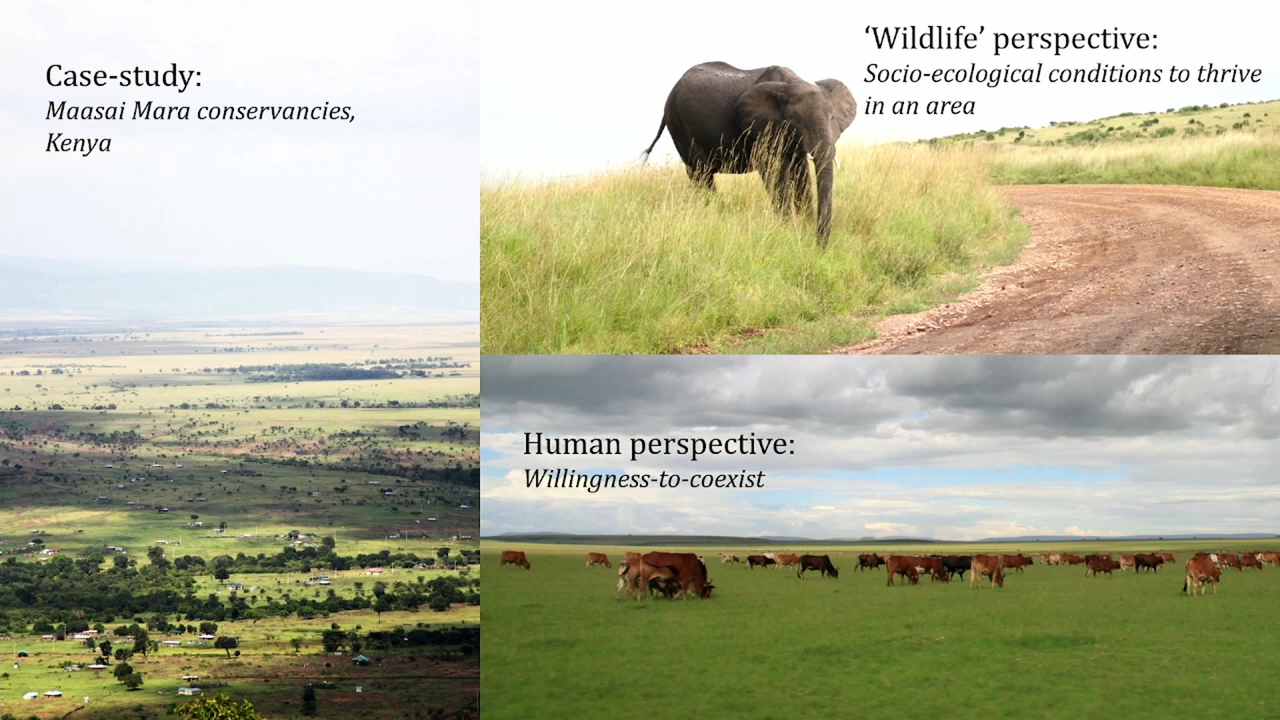 Case-study:
Maasai Mara conservancies,
Kenya
‘Wildlife’ perspective:
Socio-ecological conditions to thrive
in an area
Human perspective:
Willingness-to-coexist